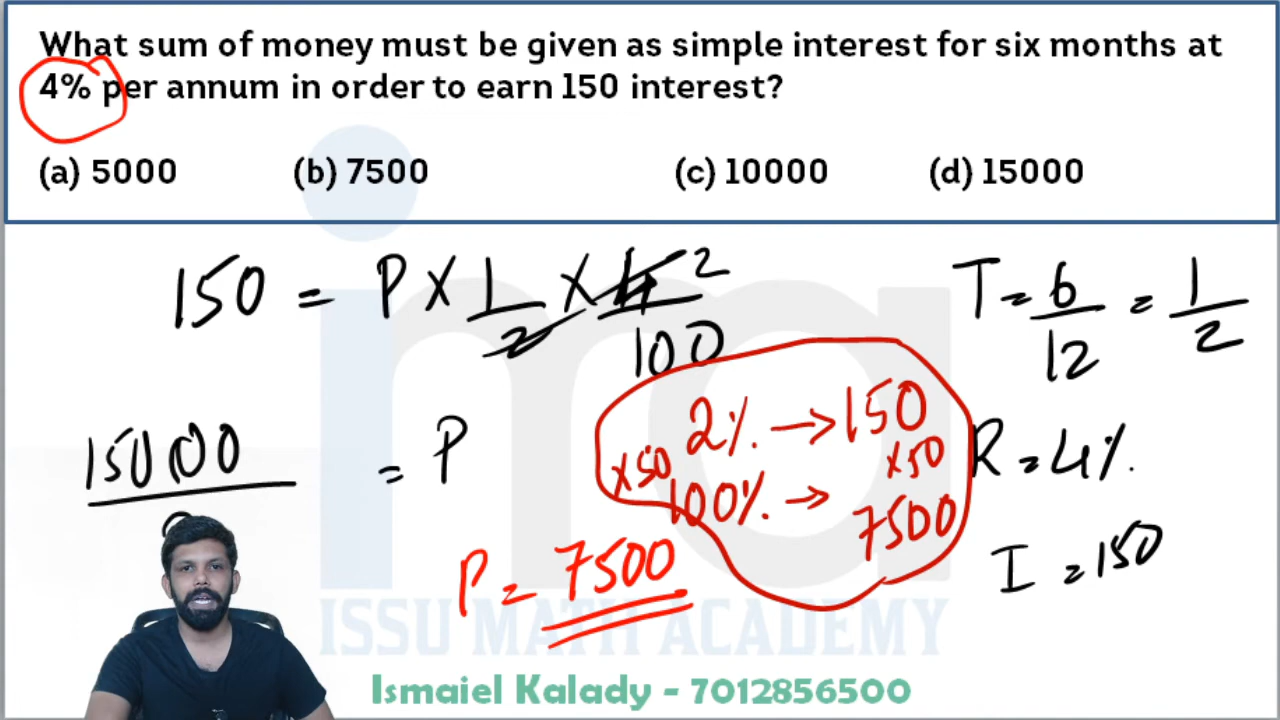 What sum of money must be given as simple interest for six months at
4% per annum in order to earn 150 interest?
(a) 5000 (b) 7500 (c) 10000 (d) 15000
150 = P × 1/2 × 4/100 2
T = 6/12 = 1/2
15000 = P
2% → 150
×50 ×50
100% → 7500
R = 4%.
P = 7500
I = 150
ima
ISSU MATH ACADEMY
Ismaiel Kalady - 7012856500